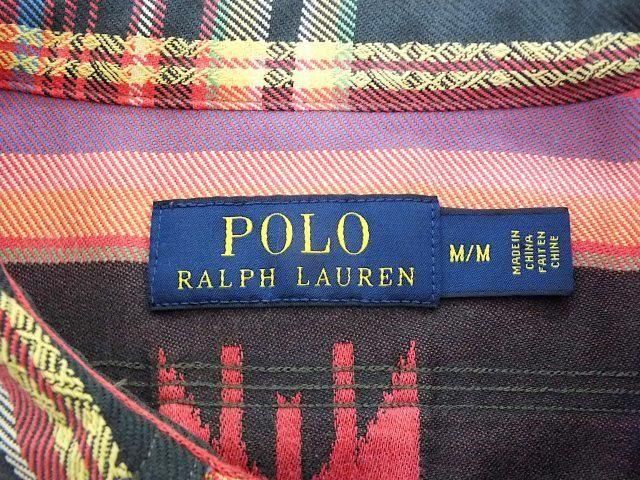 POLO
RALPH LAUREN
M/M
MADE IN
CHINA
FAIT EN
CHINE